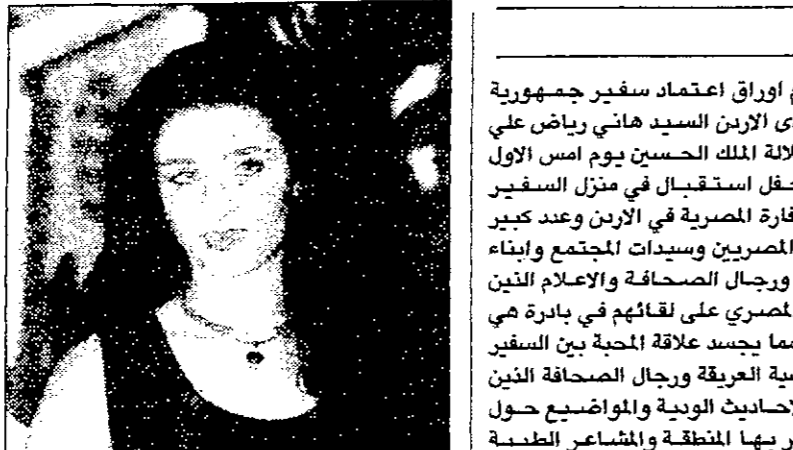 م اوراق اعتماد سفير جمهورية
دى الاردن السيد هاني رياض علي
لالة الملك الحسين يوم امس الاول
حفل استقبال في منزل السفير
فارة المصرية في الاردن وعدد كبير
المصريين وسيدات المجتمع وابناء
ورجال الصحافة والاعلام الذين
لمصري على لقائهم في بادرة هي
مما يجسد علاقة المحبة بين السفير
سية العريقة ورجال الصحافة الذين
لاحاديث الودية والمواضيع حول
ر بها المنطقة والمشاعر الطيبة